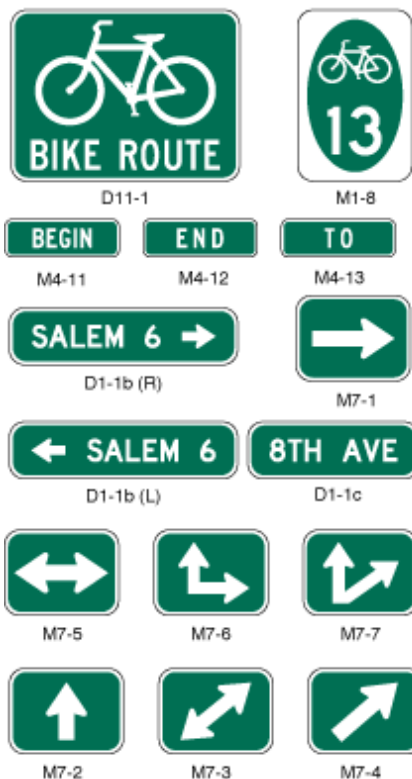 BIKE ROUTE
D11-1
13
M1-8
BEGIN
M4-11
END
M4-12
TO
M4-13
SALEM 6
D1-1b (R)
M7-1
SALEM 6
D1-1b (L)
8TH AVE
D1-1c
M7-5
M7-6
M7-7
M7-2
M7-3
M7-4